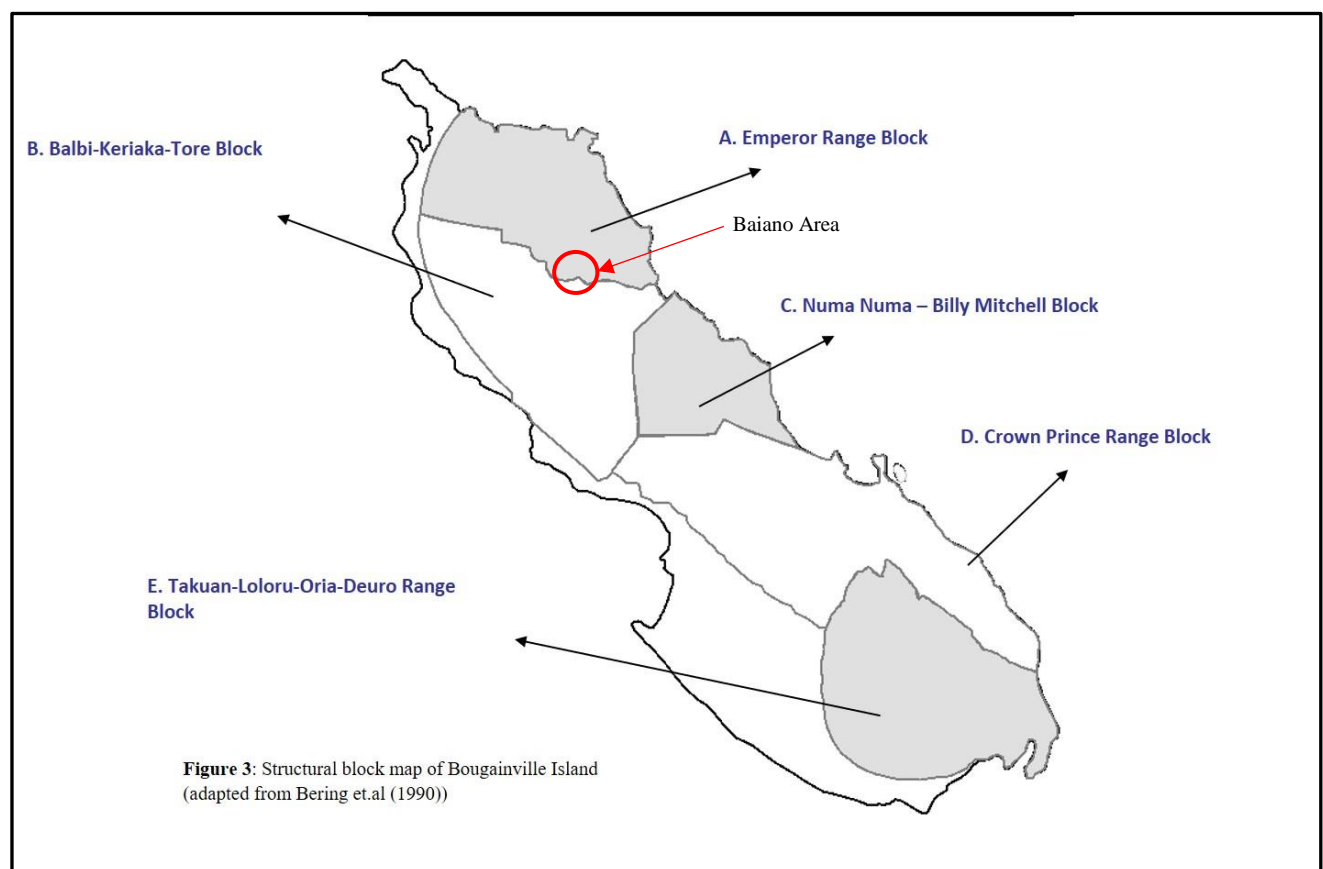 A. Emperor Range Block
B. Balbi-Keriaka-Tore Block
Baiano Area
C. Numa Numa – Billy Mitchell Block
D. Crown Prince Range Block
E. Takuan-Loloru-Oria-Deuro Range
Block
Figure 3: Structural block map of Bougainville Island
(adapted from Bering et.al (1990))